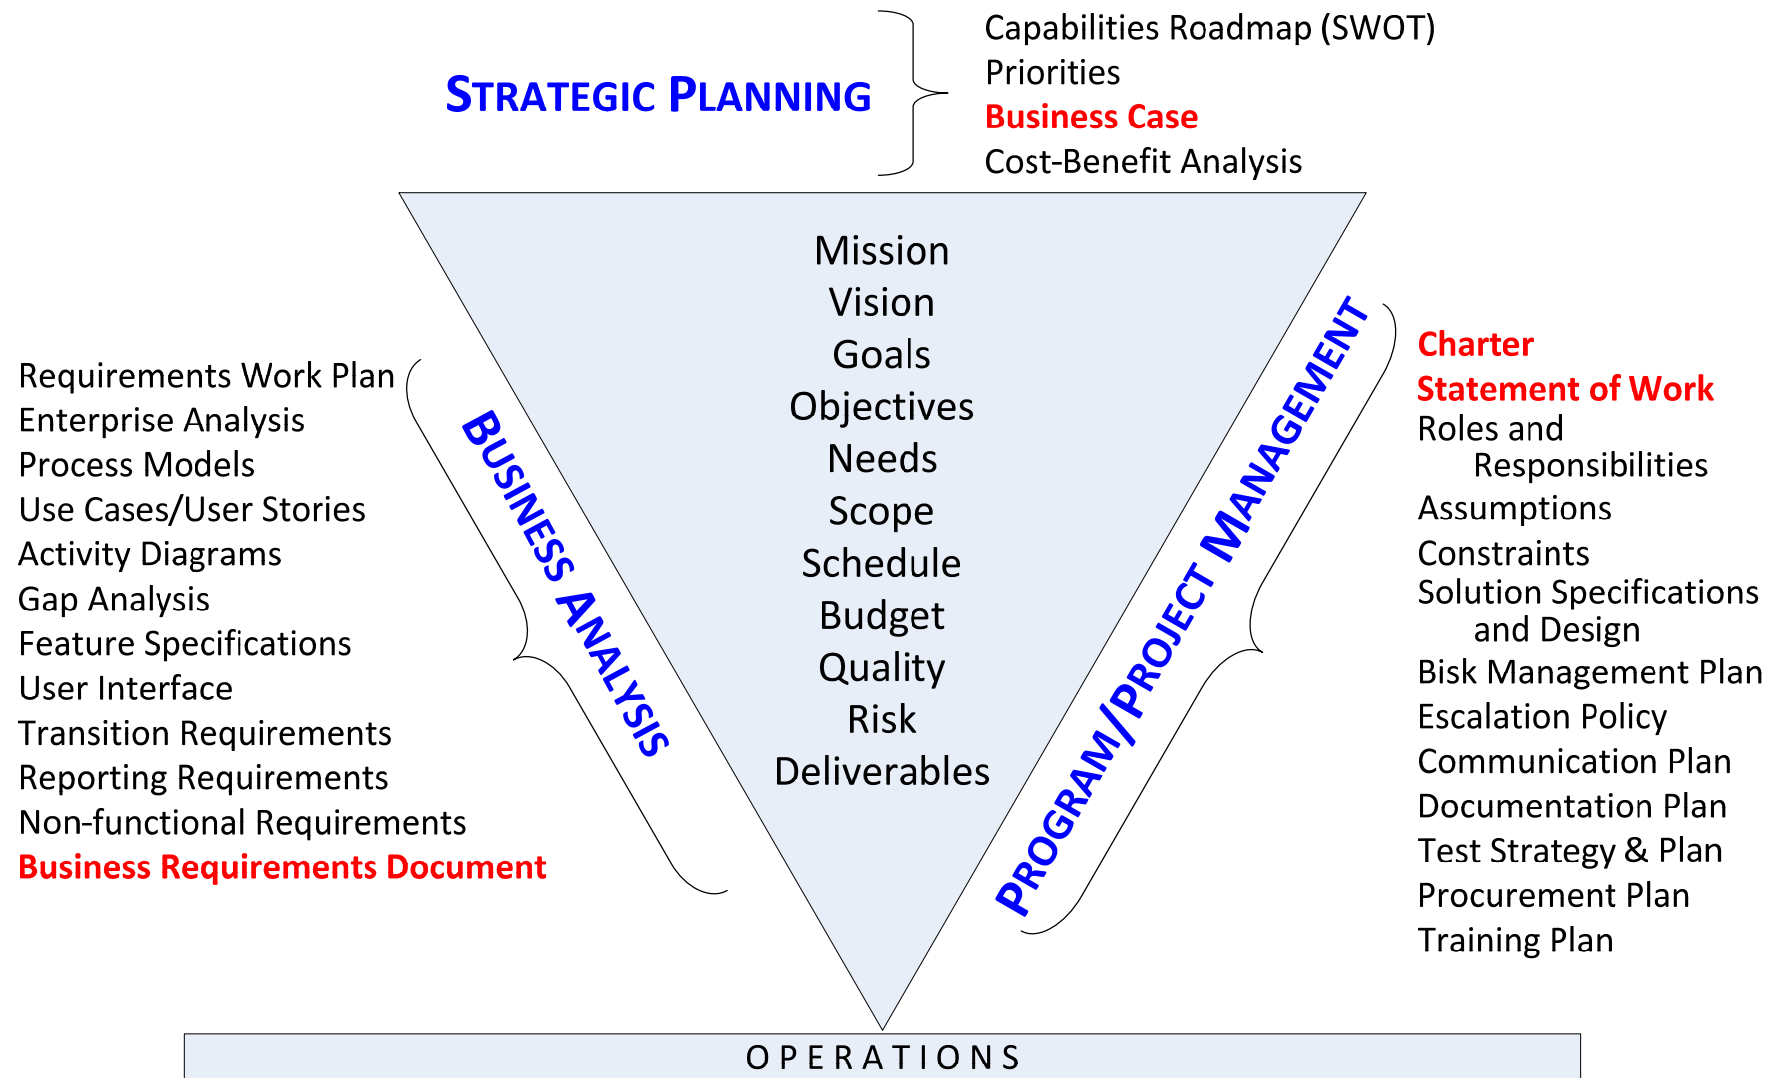 STRATEGIC PLANNING
Capabilities Roadmap (SWOT)
Priorities
Business Case
Cost-Benefit Analysis
Mission
Vision
Goals
Objectives
Needs
Scope
Schedule
Budget
Quality
Risk
Deliverables
BUSINESS ANALYSIS
Requirements Work Plan
Enterprise Analysis
Process Models
Use Cases/User Stories
Activity Diagrams
Gap Analysis
Feature Specifications
User Interface
Transition Requirements
Reporting Requirements
Non-functional Requirements
Business Requirements Document
PROGRAM/PROJECT MANAGEMENT
Charter
Statement of Work
Roles and
Responsibilities
Assumptions
Constraints
Solution Specifications
and Design
Bisk Management Plan
Escalation Policy
Communication Plan
Documentation Plan
Test Strategy & Plan
Procurement Plan
Training Plan
OPERATIONS